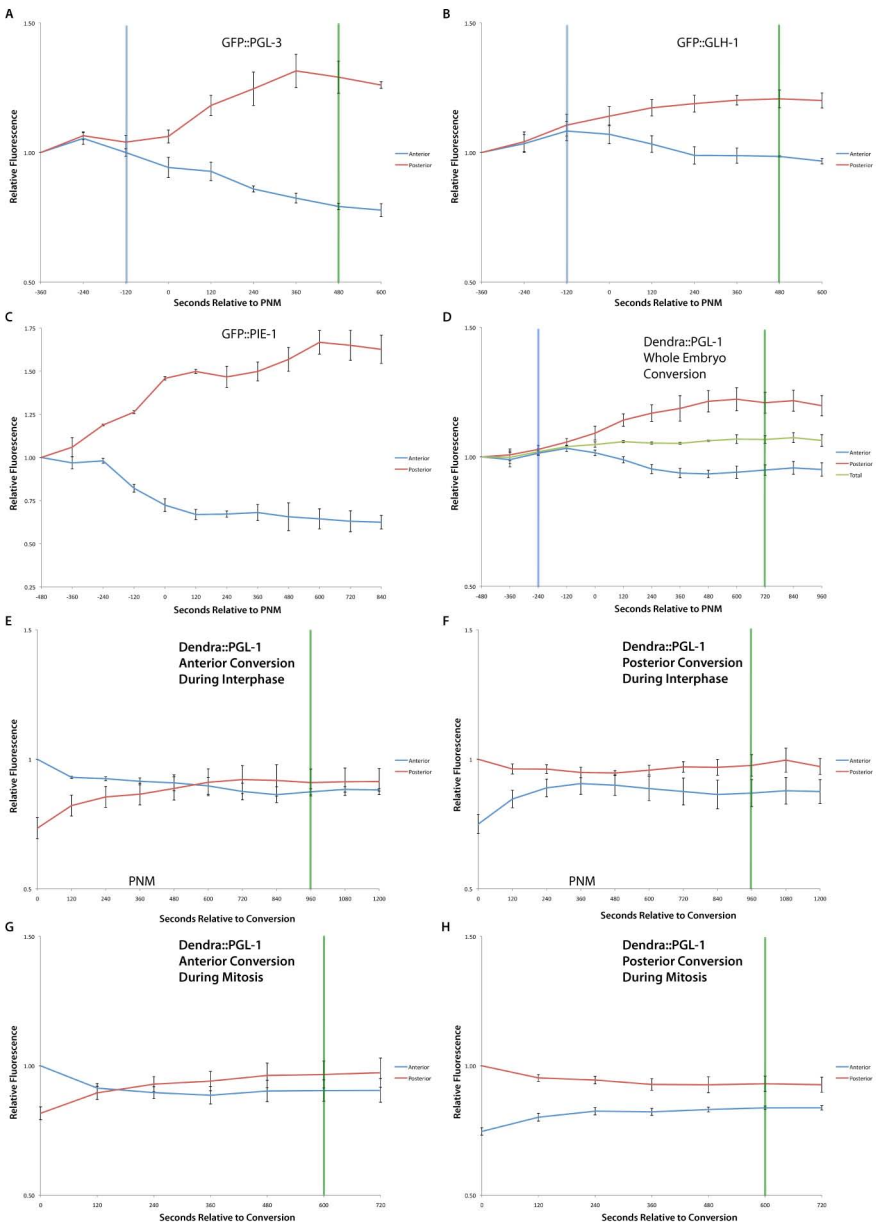 A
GFP::PGL-3
1.50
1.00
0.50
Relative Fluorescence
-360 -240 -120 0 120 240 360 480 600
Seconds Relative to PNM
Anterior
Posterior
B
GFP::GLH-1
1.50
1.00
0.50
Relative Fluorescence
-360 -240 -120 0 120 240 360 480 600
Seconds Relative to PNM
Anterior
Posterior
C
GFP::PIE-1
1.75
1.5
1.25
1.00
0.75
0.5
0.25
Relative Fluorescence
-480 -360 -240 -120 0 120 240 360 480 600 720 840
Seconds Relative to PNM
Anterior
Posterior
D
Dendra::PGL-1
Whole Embryo
Conversion
1.50
1.00
0.50
Relative Fluorescence
-480 -360 -240 -120 0 120 240 360 480 600 720 840 960
Seconds Relative to PNM
Anterior
Posterior
Total
E
Dendra::PGL-1
Anterior Conversion
During Interphase
1.5
1
0.5
Relative Fluorescence
PNM
0 120 240 360 480 600 720 840 960 1080 1200
Seconds Relative to Conversion
Anterior
Posterior
F
Dendra::PGL-1
Posterior Conversion
During Interphase
1.5
1
0.5
Relative Fluorescence
PNM
0 120 240 360 480 600 720 840 960 1080 1200
Seconds Relative to Conversion
Anterior
Posterior
G
Dendra::PGL-1
Anterior Conversion
During Mitosis
1.50
1.00
0.50
Relative Fluorescence
0 120 240 360 480 600 720
Seconds Relative to Conversion
Anterior
Posterior
H
Dendra::PGL-1
Posterior Conversion
During Mitosis
1.50
1.00
0.50
Relative Fluorescence
0 120 240 360 480 600 720
Seconds Relative to Conversion
Anterior
Posterior